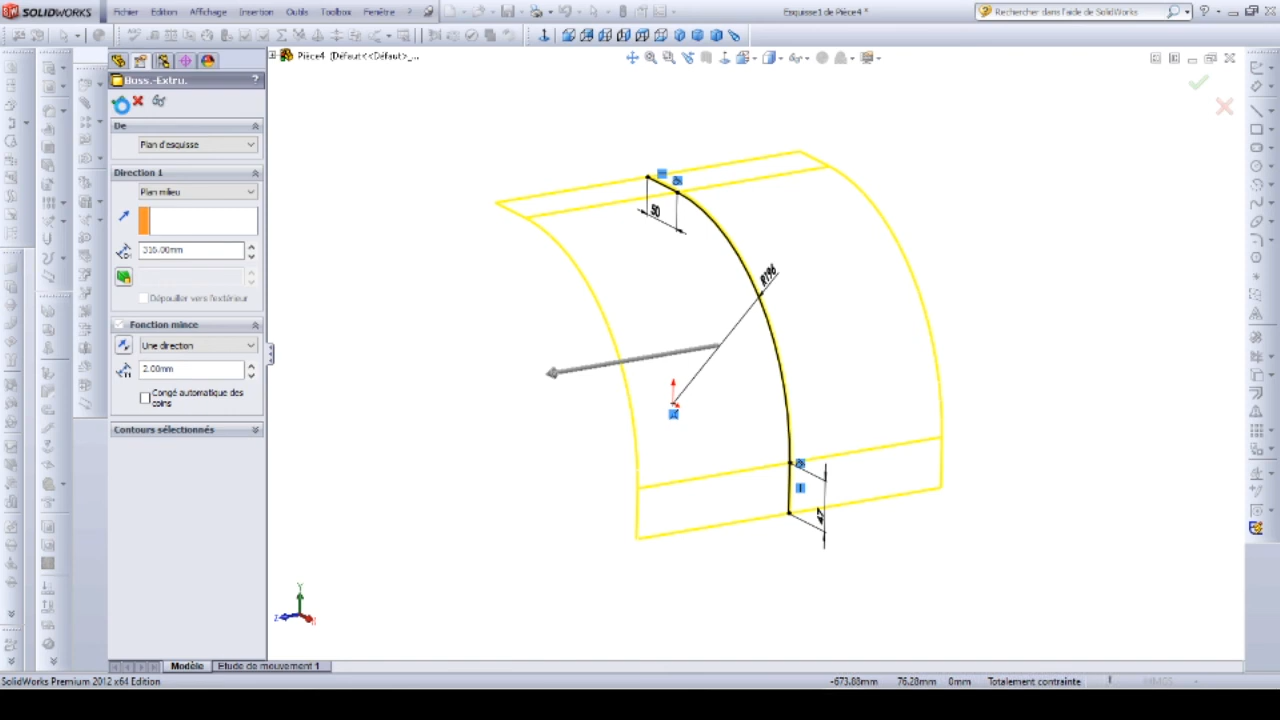 SOLIDWORKS Fichier Edition Affichage Insertion Outils Toolbox Fenêtre ? Esquisse1 de Pièce4 * Rechercher dans l'aide de SolidWorks
Pièce4 (Défaut<<Défaut>_...
Boss.-Extru. ?
De
Plan d'esquisse
Direction 1
Plan milieu
316.00mm
Dépouiller vers l'extérieur
Fonction mince
Une direction
2.00mm
Congé automatique des
coins
Contours sélectionnés
50
R196
Y
Z
Modèle Etude de mouvement 1
SolidWorks Premium 2012 x64 Edition -673.88mm 76.28mm 0mm Totalement contrainte